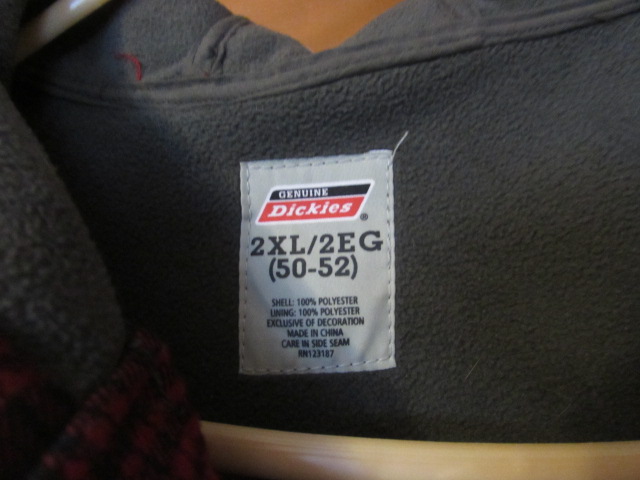 GENUINE
Dickies®
2XL/2EG
(50-52)
SHELL: 100% POLYESTER
LINING: 100% POLYESTER
EXCLUSIVE OF DECORATION
MADE IN CHINA
CARE IN SIDE SEAM
RN123187